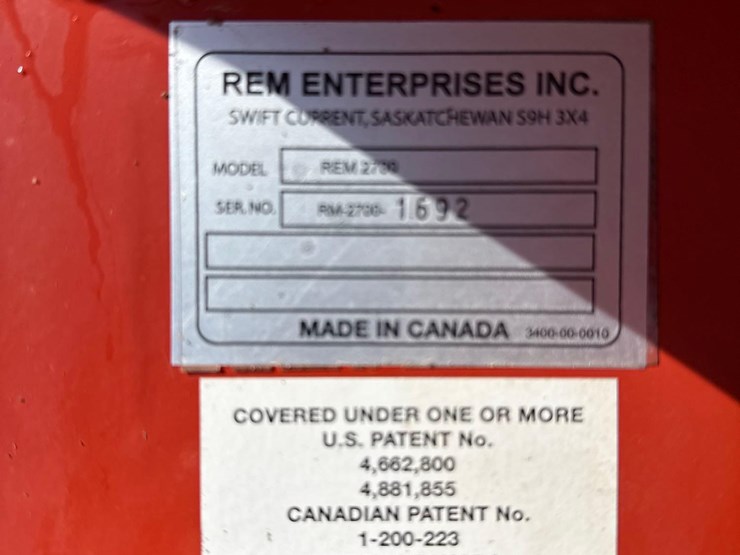 REM ENTERPRISES INC.
SWIFT CURRENT, SASKATCHEWAN S9H 3X4
MODEL REM 2700
SER. NO. RM-2700- 1692
MADE IN CANADA 3400-00-0010
COVERED UNDER ONE OR MORE
U.S. PATENT No.
4,662,800
4,881,855
CANADIAN PATENT No.
1-200-223